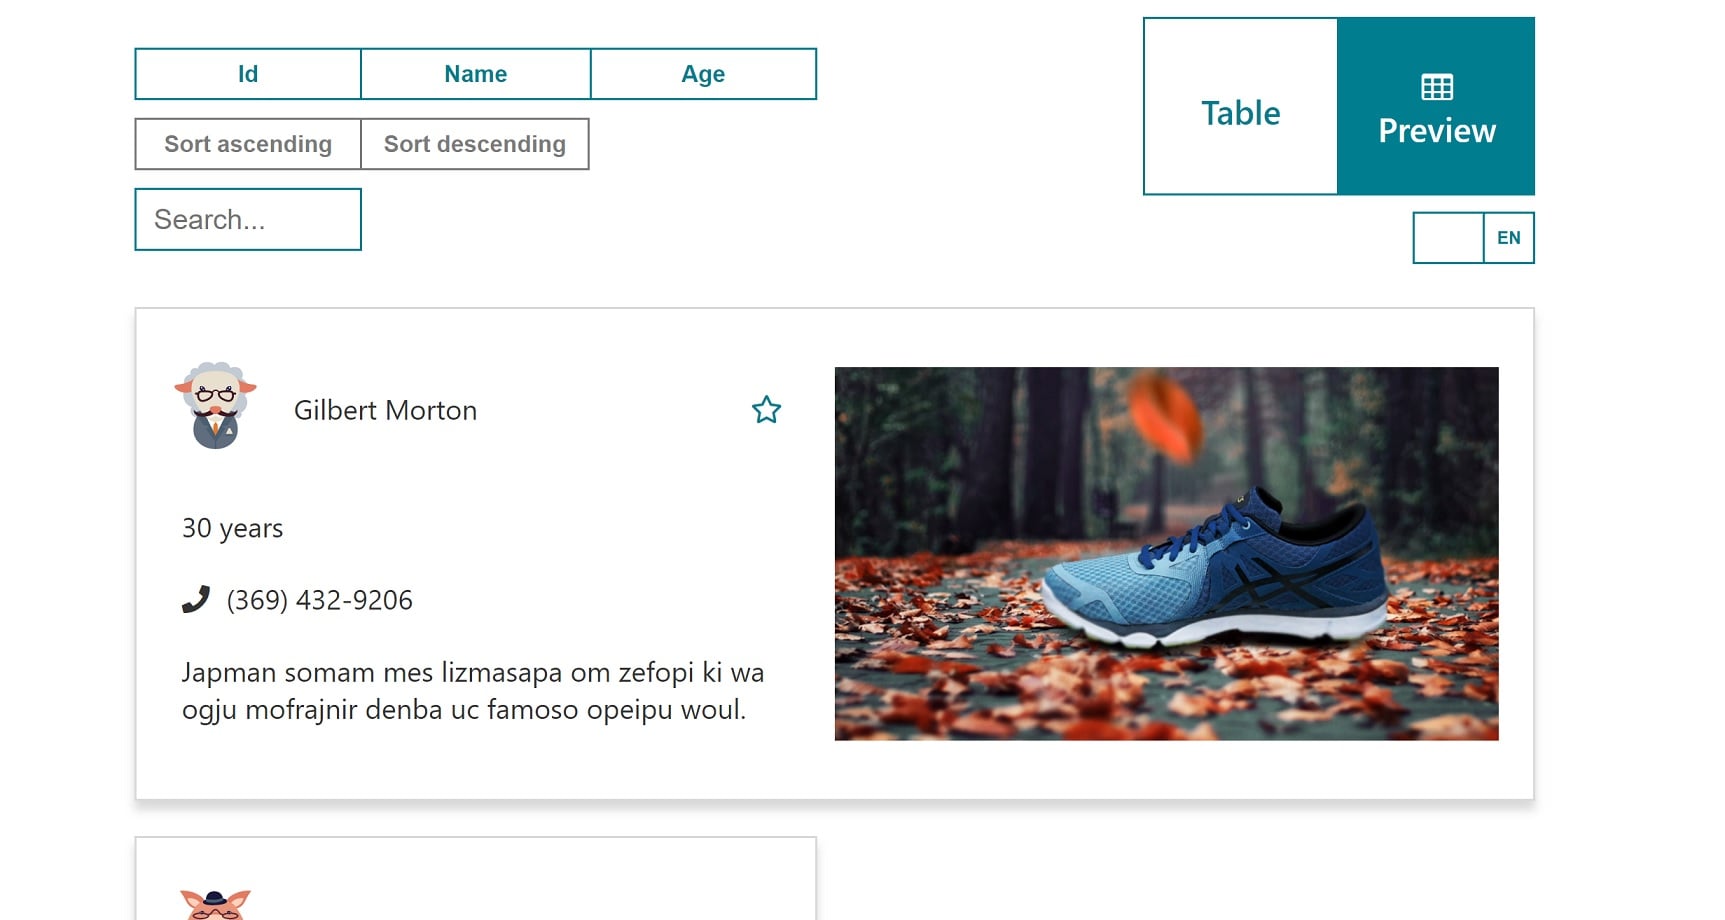 Id Name Age
Sort ascending Sort descending
Search...
Table
Preview
EN
Gilbert Morton
30 years
(369) 432-9206
Japman somam mes lizmasapa om zefopi ki wa
ogju mofrajnir denba uc famoso opeipu woul.